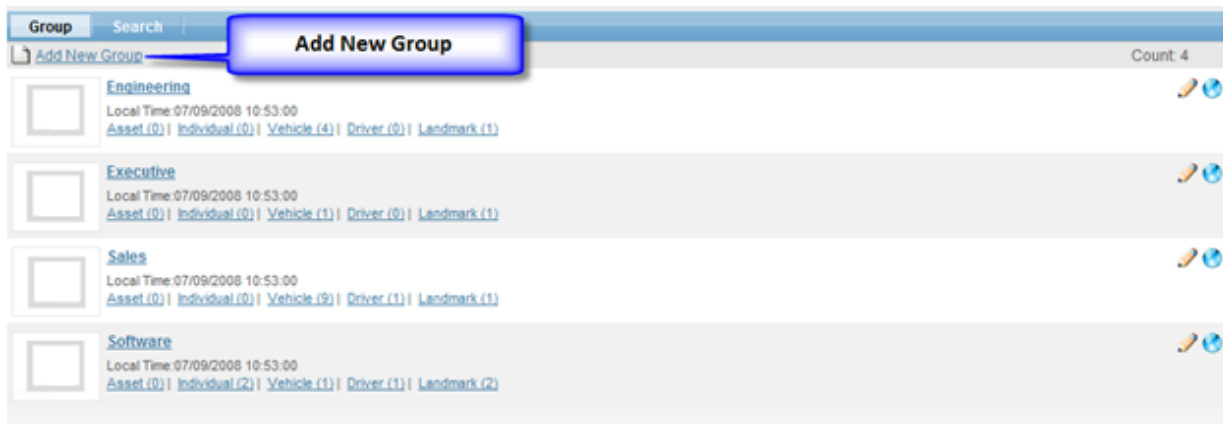 Group Search
Add New Group
Add New Group
Count: 4
Engineering
Local Time:07/09/2008 10:53:00
Asset (0) | Individual (0) | Vehicle (4) | Driver (0) | Landmark (1)
Executive
Local Time:07/09/2008 10:53:00
Asset (0) | Individual (0) | Vehicle (1) | Driver (0) | Landmark (1)
Sales
Local Time:07/09/2008 10:53:00
Asset (0) | Individual (0) | Vehicle (9) | Driver (1) | Landmark (1)
Software
Local Time:07/09/2008 10:53:00
Asset (0) | Individual (2) | Vehicle (1) | Driver (1) | Landmark (2)